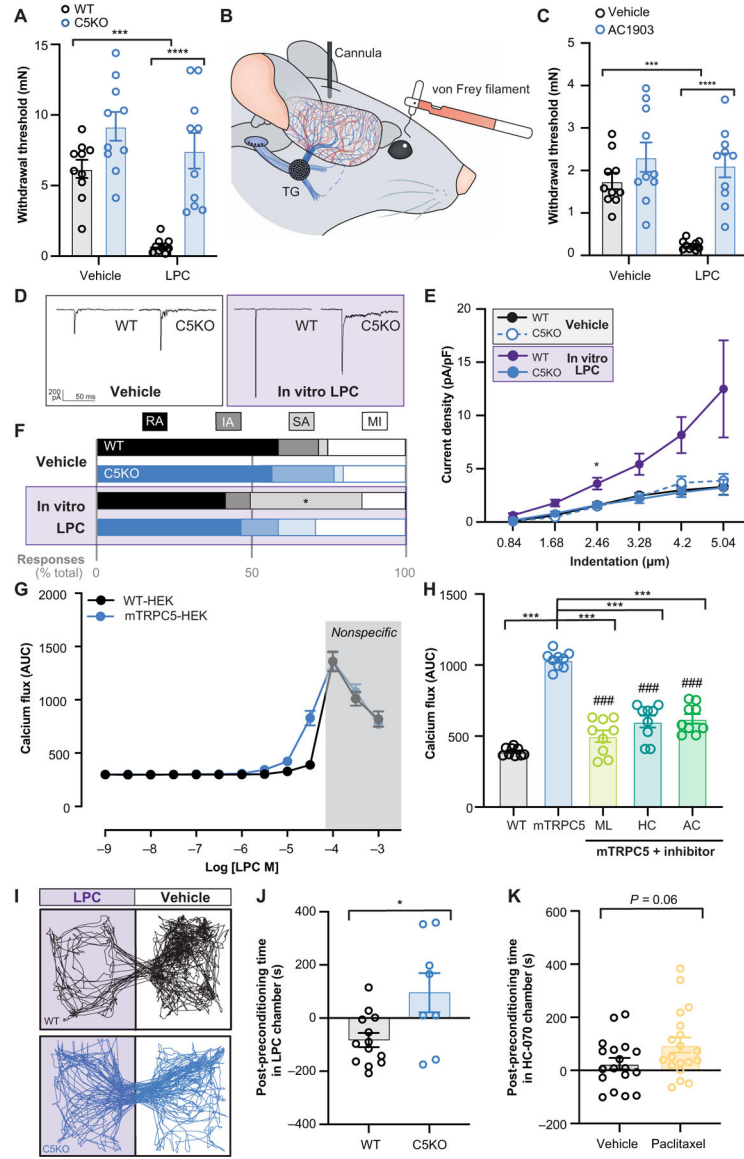 A
WT
C5KO
Withdrawal threshold (mN)
15
10
5
0
***
****
Vehicle
LPC
B
Cannula
von Frey filament
TG
C
Vehicle
AC1903
Withdrawal threshold (mN)
5
4
3
2
1
0
***
****
Vehicle
LPC
D
WT
C5KO
WT
C5KO
200
pA
50 ms
Vehicle
In vitro LPC
E
Current density (pA/pF)
20
15
10
5
0
WT
C5KO
Vehicle
WT
C5KO
In vitro
LPC
*
0.84
1.68
2.46
3.28
4.2
5.04
Indentation (µm)
F
RA
IA
SA
MI
Vehicle
WT
C5KO
In vitro
LPC
*
Responses
(% total)
0
50
100
G
WT-HEK
mTRPC5-HEK
Calcium flux (AUC)
2000
1500
1000
500
0
Nonspecific
–9
–8
–7
–6
–5
–4
–3
Log [LPC M]
H
Calcium flux (AUC)
1500
1000
500
0
***
***
***
***
###
###
###
WT
mTRPC5
ML
HC
AC
mTRPC5 + inhibitor
I
LPC
Vehicle
WT
C5KO
J
Post-preconditioning time
in LPC chamber (s)
400
200
0
−200
−400
*
WT
C5KO
K
Post-preconditioning time
in HC-070 chamber (s)
600
400
200
0
−200
P = 0.06
Vehicle
Paclitaxel